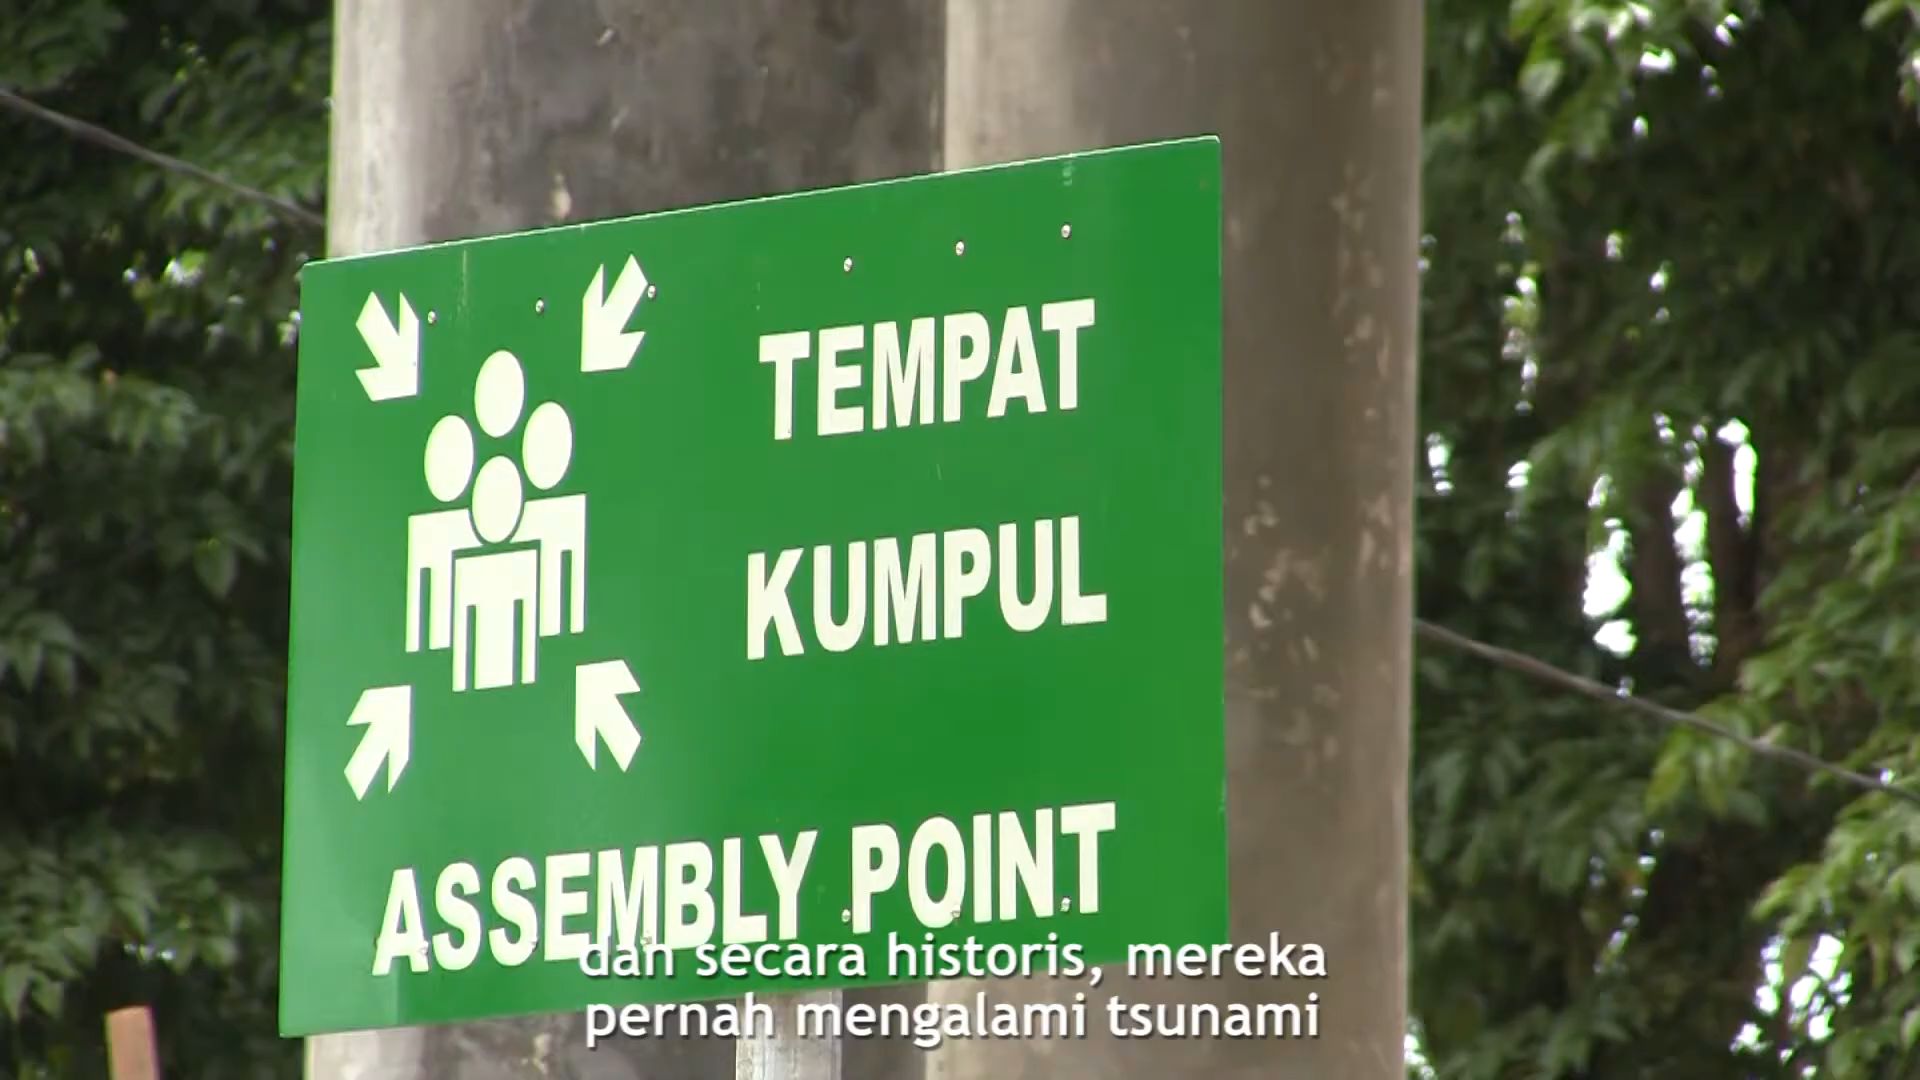 TEMPAT
KUMPUL
ASSEMBLY POINT
dan secara historis, mereka
pernah mengalami tsunami